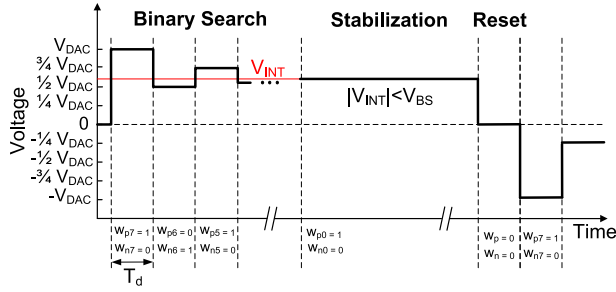 Binary Search Stabilization Reset
V_DAC
¾ V_DAC
½ V_DAC
¼ V_DAC
0
-¼ V_DAC
-½ V_DAC
-¾ V_DAC
-V_DAC
Voltage
V_INT
...
|V_INT|<V_BS
Time
w_p7 = 1 w_p6 = 0 w_p5 = 1 w_p0 = 1 w_p = 0 w_p7 = 1
w_n7 = 0 w_n6 = 1 w_n5 = 0 w_n0 = 0 w_n = 0 w_n7 = 0
T_d